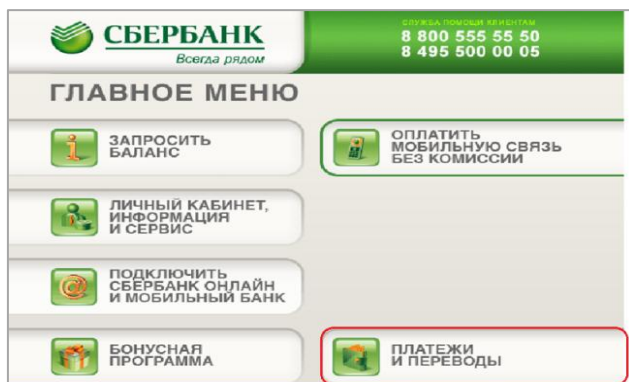 СБЕРБАНК
Всегда рядом
СЛУЖБА ПОМОЩИ КЛИЕНТАМ
8 800 555 55 50
8 495 500 00 05
ГЛАВНОЕ МЕНЮ
ЗАПРОСИТЬ
БАЛАНС
ОПЛАТИТЬ
МОБИЛЬНУЮ СВЯЗЬ
БЕЗ КОМИССИИ
ЛИЧНЫЙ КАБИНЕТ,
ИНФОРМАЦИЯ
И СЕРВИС
ПОДКЛЮЧИТЬ
СБЕРБАНК ОНЛАЙН
И МОБИЛЬНЫЙ БАНК
БОНУСНАЯ
ПРОГРАММА
ПЛАТЕЖИ
И ПЕРЕВОДЫ